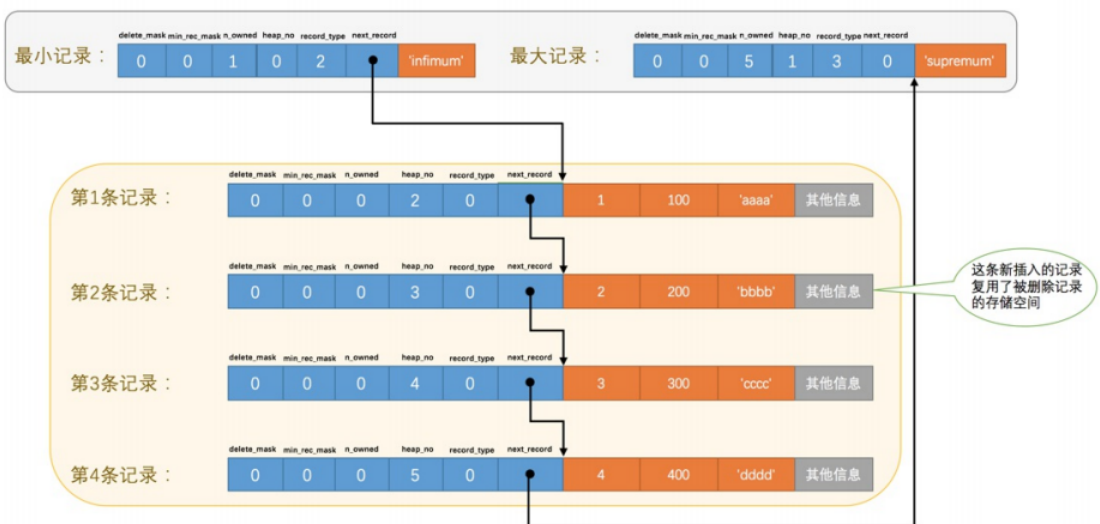 delete_mask min_rec_mask n_owned heap_no record_type next_record
最小记录： 0 0 1 0 2 'infimum'
delete_mask min_rec_mask n_owned heap_no record_type next_record
最大记录： 0 0 5 1 3 0 'supremum'
delete_mask min_rec_mask n_owned heap_no record_type next_record
第1条记录： 0 0 0 2 0 1 100 'aaaa' 其他信息
delete_mask min_rec_mask n_owned heap_no record_type next_record
第2条记录： 0 0 0 3 0 2 200 'bbbb' 其他信息
这条新插入的记录
复用了被删除记录
的存储空间
delete_mask min_rec_mask n_owned heap_no record_type next_record
第3条记录： 0 0 0 4 0 3 300 'cccc' 其他信息
delete_mask min_rec_mask n_owned heap_no record_type next_record
第4条记录： 0 0 0 5 0 4 400 'dddd' 其他信息